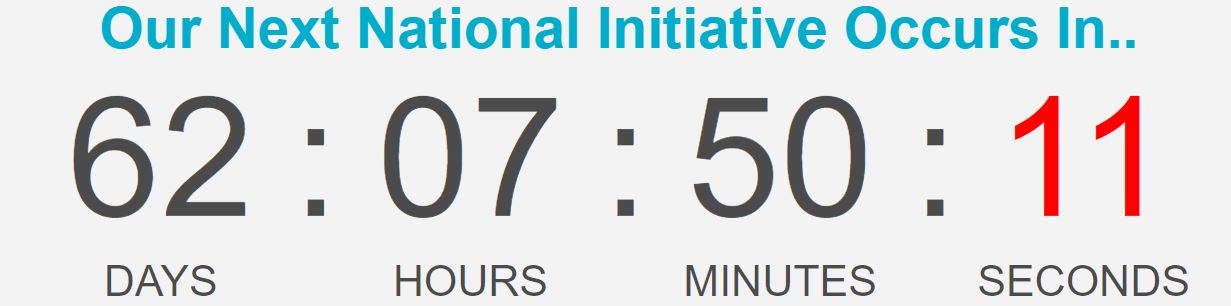 Our Next National Initiative Occurs In..
62 : 07 : 50 : 11
DAYS HOURS MINUTES SECONDS